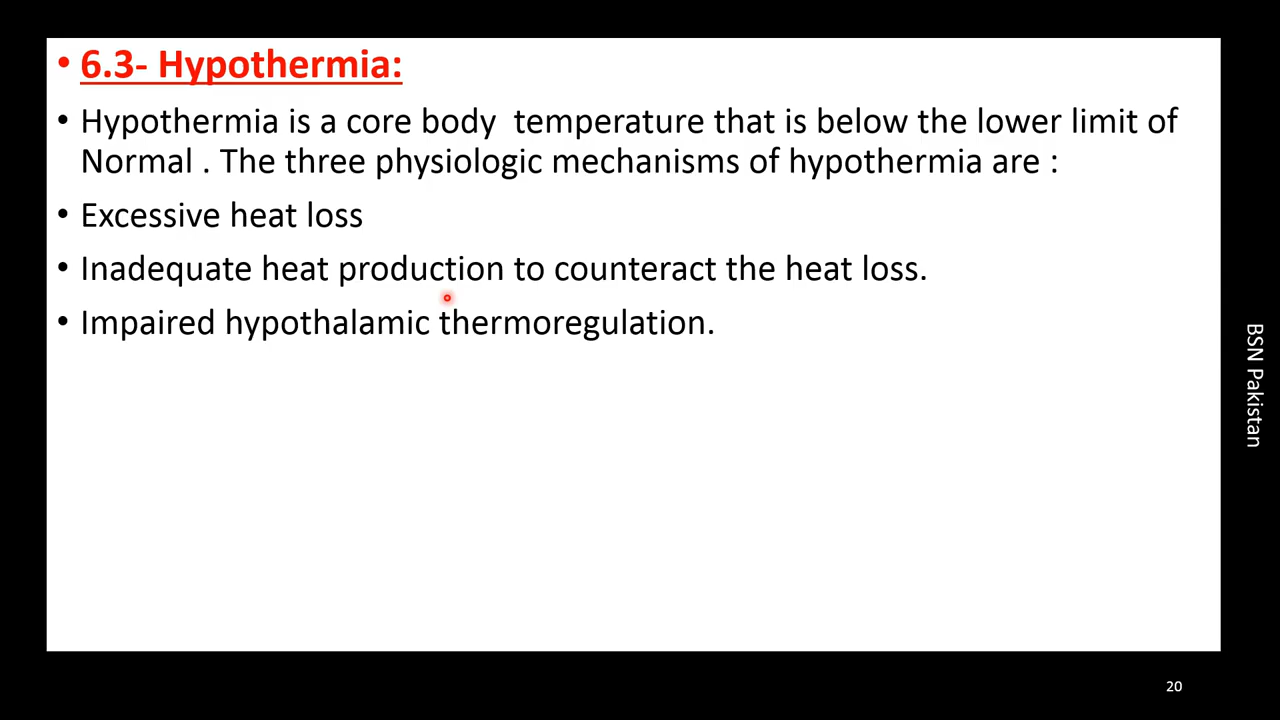 • 6.3- Hypothermia:
• Hypothermia is a core body  temperature that is below the lower limit of
Normal . The three physiologic mechanisms of hypothermia are :
• Excessive heat loss
• Inadequate heat production to counteract the heat loss.
• Impaired hypothalamic thermoregulation.
BSN Pakistan
20